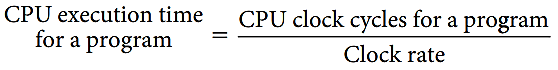 CPU execution time
for a program
=
CPU clock cycles for a program
Clock rate